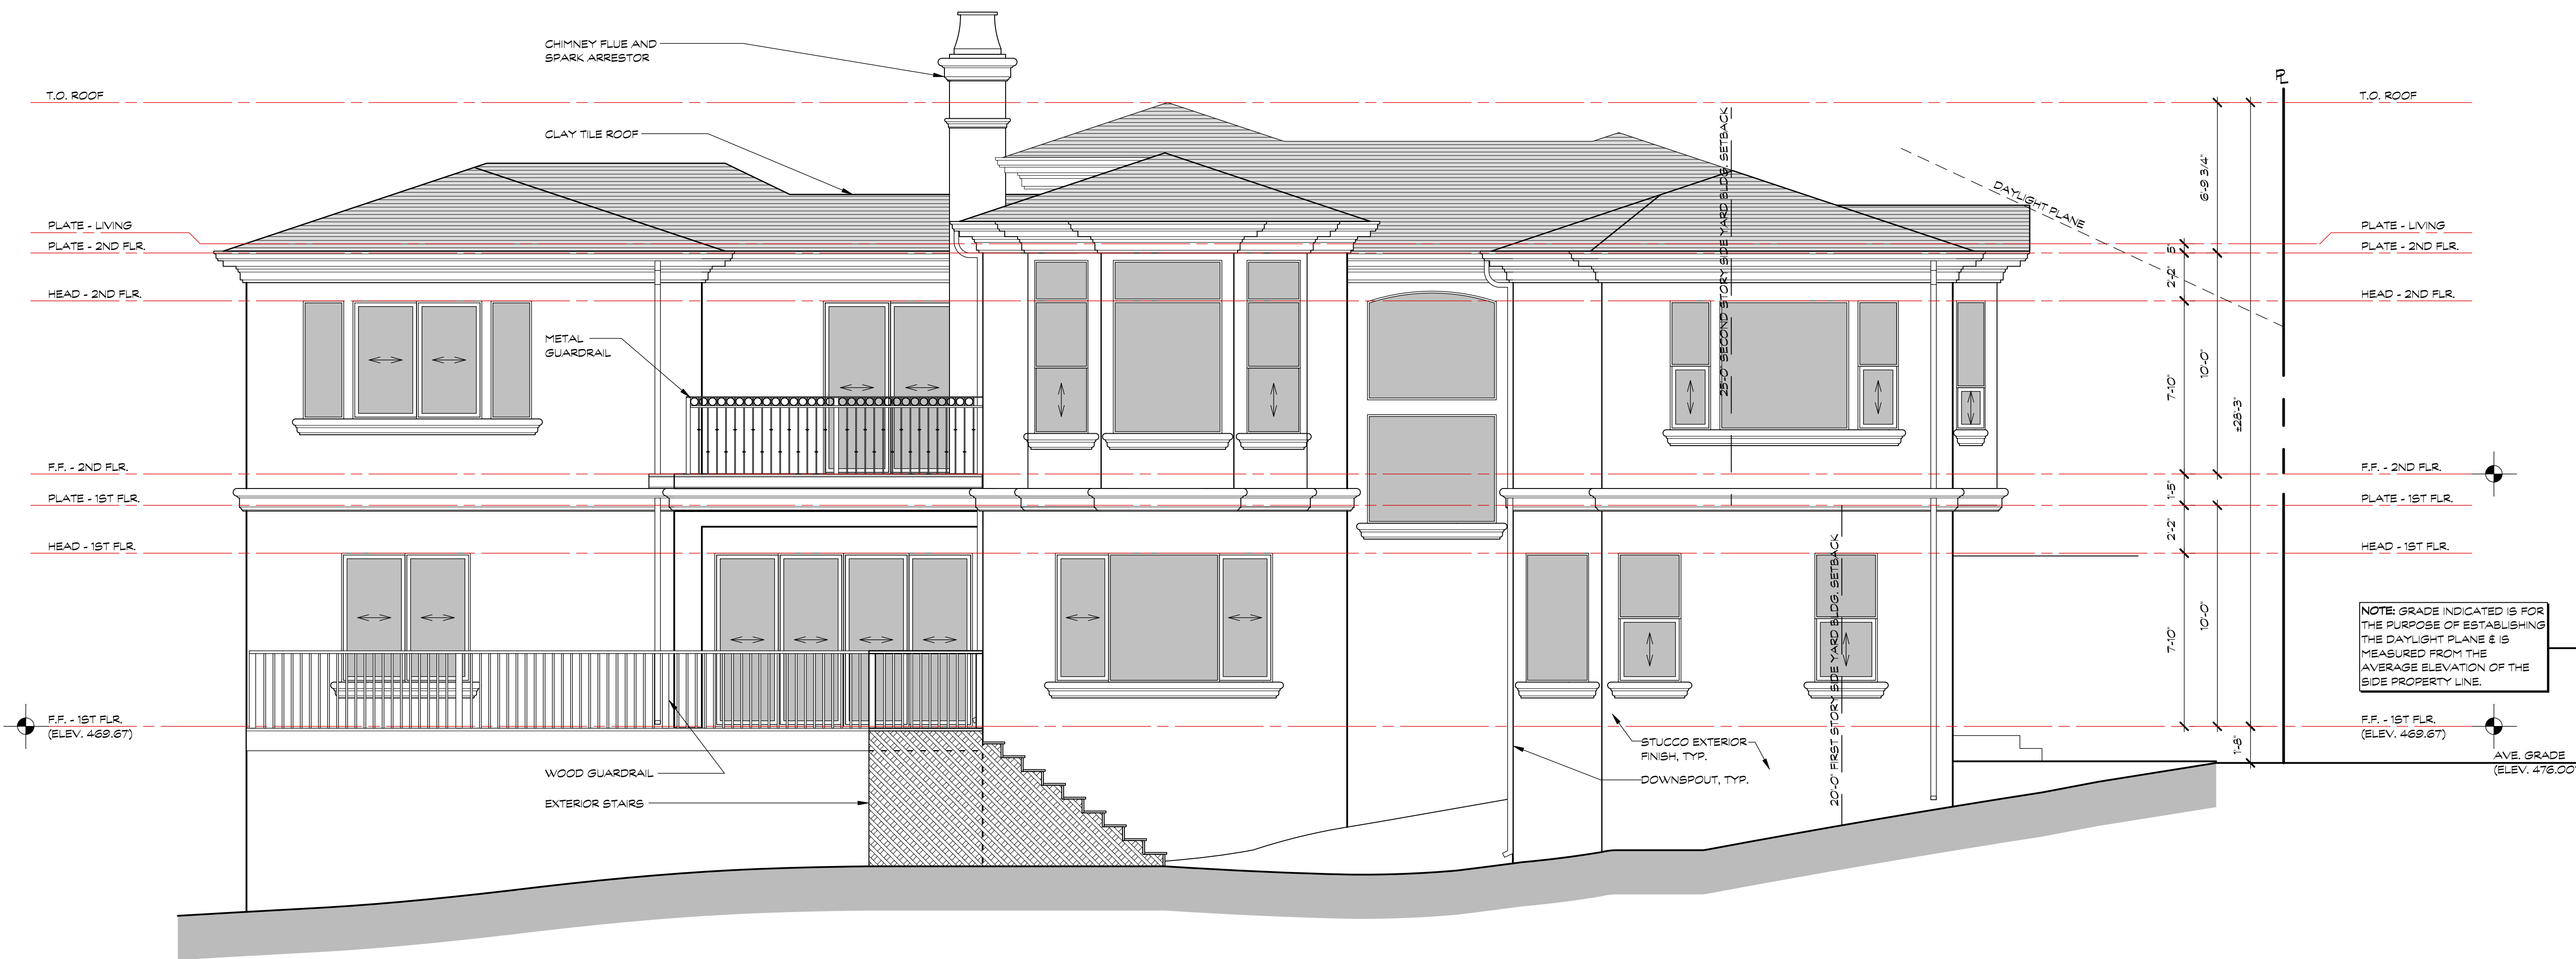 CHIMNEY FLUE AND
SPARK ARRESTOR
℄
T.O. ROOF
T.O. ROOF
CLAY TILE ROOF
25'-0" SECOND STORY SIDE YARD BLDG. SETBACK
DAYLIGHT PLANE
6'-9 3/4"
PLATE - LIVING
PLATE - LIVING
PLATE - 2ND FLR.
PLATE - 2ND FLR.
5"
2'-2"
HEAD - 2ND FLR.
HEAD - 2ND FLR.
METAL
GUARDRAIL
7'-10"
10'-0"
±28'-3"
F.F. - 2ND FLR.
F.F. - 2ND FLR.
1'-5"
PLATE - 1ST FLR.
PLATE - 1ST FLR.
2'-2"
HEAD - 1ST FLR.
HEAD - 1ST FLR.
20'-0" FIRST STORY SIDE YARD BLDG. SETBACK
7'-10"
10'-0"
NOTE: GRADE INDICATED IS FOR
THE PURPOSE OF ESTABLISHING
THE DAYLIGHT PLANE & IS
MEASURED FROM THE
AVERAGE ELEVATION OF THE
SIDE PROPERTY LINE.
F.F. - 1ST FLR.
(ELEV. 469.67)
F.F. - 1ST FLR.
(ELEV. 469.67)
1'-8"
STUCCO EXTERIOR
FINISH, TYP.
DOWNSPOUT, TYP.
AVE. GRADE
(ELEV. 476.00'
WOOD GUARDRAIL
EXTERIOR STAIRS